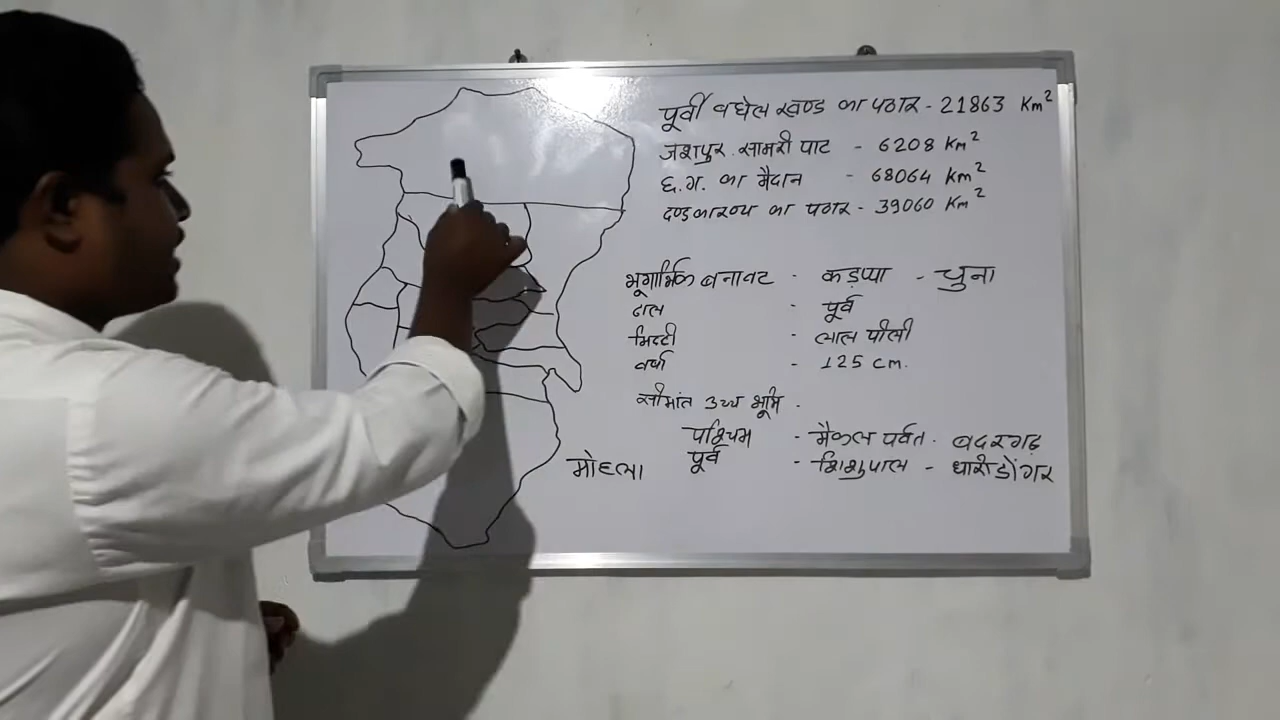 पूर्वी बघेल खण्ड का पठार - 21863 Km²
जशपुर सामरी पाट - 6208 Km²
छ.ग. का मैदान - 68064 Km²
दण्डकारण्य का पठार - 39060 Km²
भूगार्भिक बनावट - कड़प्पा - चुना
ढाल - पूर्व
मिट्टी - लाल पीली
वर्षा - 125 cm.
सीमांत उच्च भूमि -
पश्चिम - मैकल पर्वत - बदरगढ़
पूर्व - शिशुपाल - धारीडोंगर
मोहला